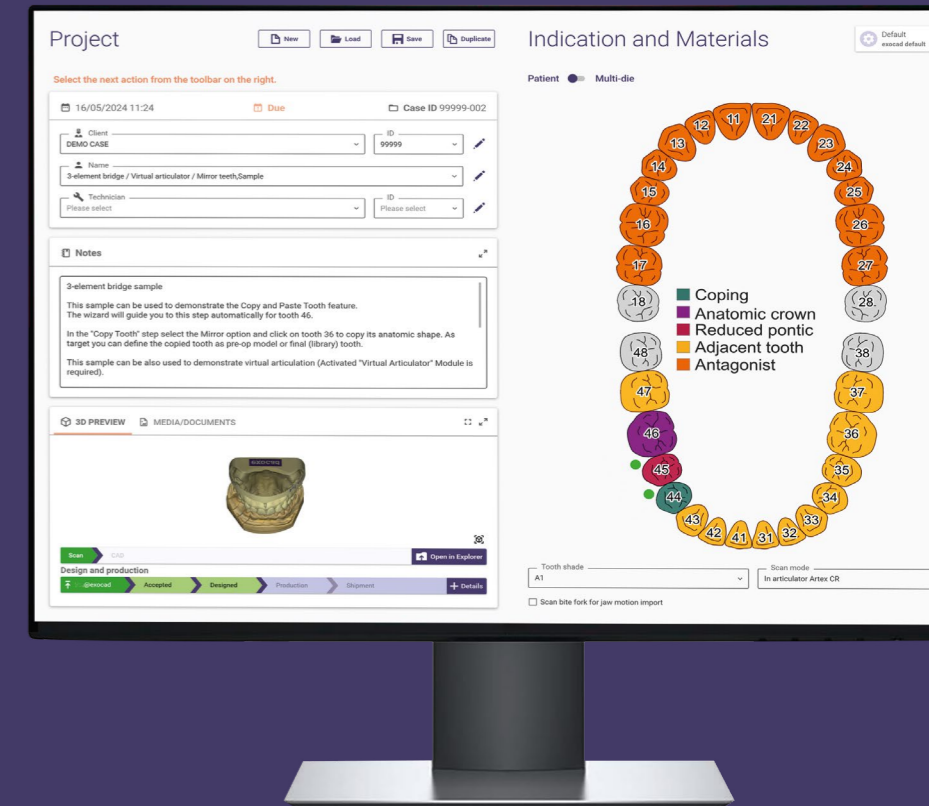 Project
New
Load
Save
Duplicate
Select the next action from the toolbar on the right.
16/05/2024 11:24
Due
Case ID 99999-002
Client
DEMO CASE
ID
99999
Name
3-element bridge / Virtual articulator / Mirror teeth,Sample
Technician
Please select
ID
Please select
Notes
3-element bridge sample
This sample can be used to demonstrate the Copy and Paste Tooth feature.
The wizard will guide you to this step automatically for tooth 46.
In the "Copy Tooth" step select the Mirror option and click on tooth 36 to copy its anatomic shape. As
target you can define the copied tooth as pre-op model or final (library) tooth.
This sample can be also used to demonstrate virtual articulation (Activated "Virtual Articulator" Module is
required).
3D PREVIEW
MEDIA/DOCUMENTS
Scan
CAD
Open in Explorer
Design and production
@exocad
Accepted
Designed
Production
Shipment
+ Details
Indication and Materials
Default
exocad default
Patient
Multi-die
12 11 21 22
13 23
14 24
15 25
16 26
17 27
18 28
Coping
Anatomic crown
Reduced pontic
Adjacent tooth
Antagonist
48 38
47 37
46 36
45 35
44 34
43 33
42 41 31 32
Tooth shade
A1
Scan mode
In articulator Artex CR
Scan bite fork for jaw motion import